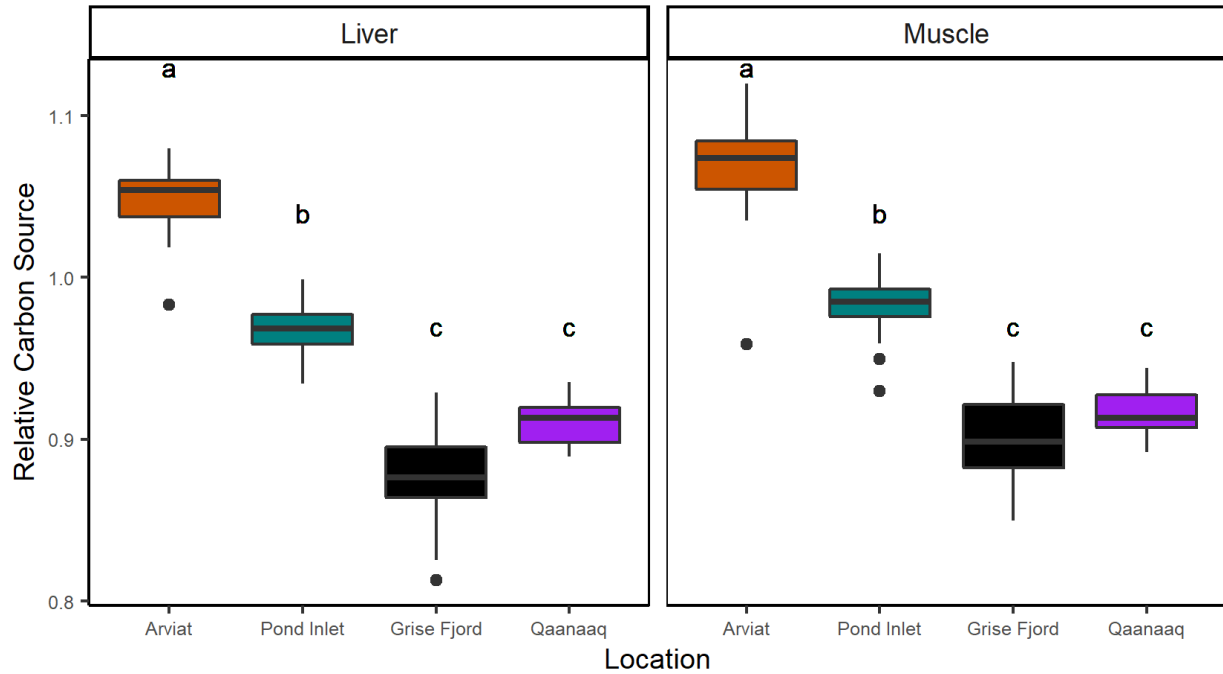 Liver
Muscle
a
b
c
c
a
b
c
c
1.1
1.0
0.9
0.8
Relative Carbon Source
Arviat
Pond Inlet
Grise Fjord
Qaanaaq
Arviat
Pond Inlet
Grise Fjord
Qaanaaq
Location